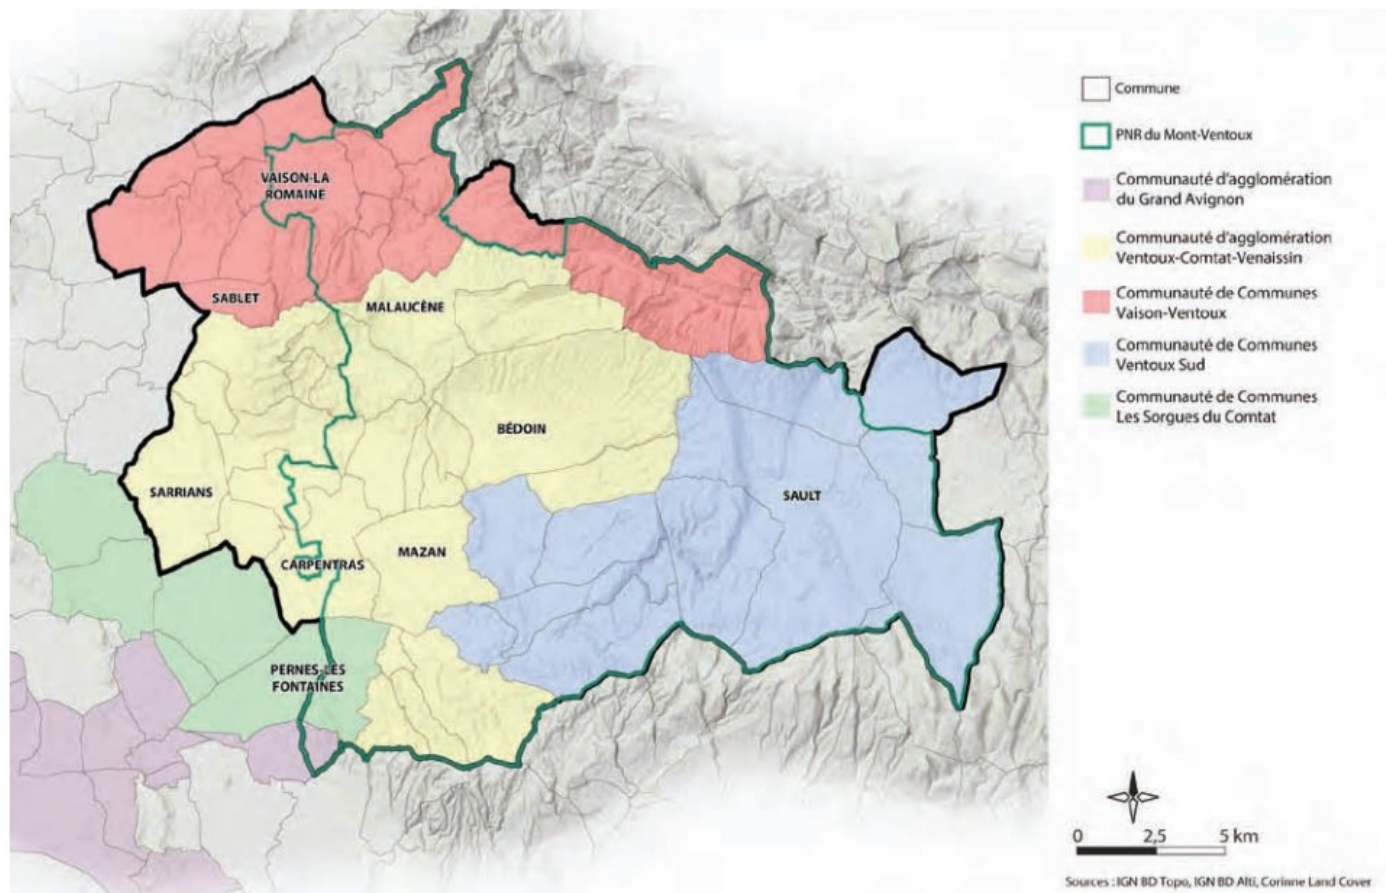 Commune
PNR du Mont-Ventoux
Communauté d'agglomération
du Grand Avignon
Communauté d'agglomération
Ventoux-Comtat-Venaissin
Communauté de Communes
Vaison-Ventoux
Communauté de Communes
Ventoux Sud
Communauté de Communes
Les Sorgues du Comtat
VAISON-LA
ROMAINE
SABLET
MALAUCÈNE
BÉDOIN
SARRIANS
SAULT
MAZAN
CARPENTRAS
PERNES-LES
FONTAINES
0 2,5 5 km
Sources : IGN BD Topo, IGN BD Alti, Corinne Land Cover